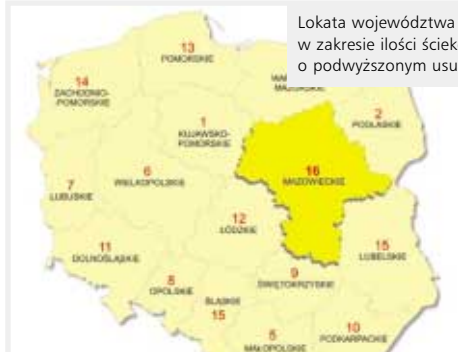 Lokata województwa
w zakresie ilości ściek
o podwyższonym usu
13
POMORSKIE
14
ZACHODNIO-
POMORSKIE
WAR
MAZURSKIE
2
PODLASKIE
1
KUJAWSKO-
POMORSKIE
16
MAZOWIECKIE
6
WIELKOPOLSKIE
7
LUBUSKIE
12
ŁÓDZKIE
15
LUBELSKIE
11
DOLNOŚLĄSKIE
8
OPOLSKIE
9
ŚWIĘTOKRZYSKIE
ŚLĄSKIE
15
10
PODKARPACKIE
5
MAŁOPOLSKIE